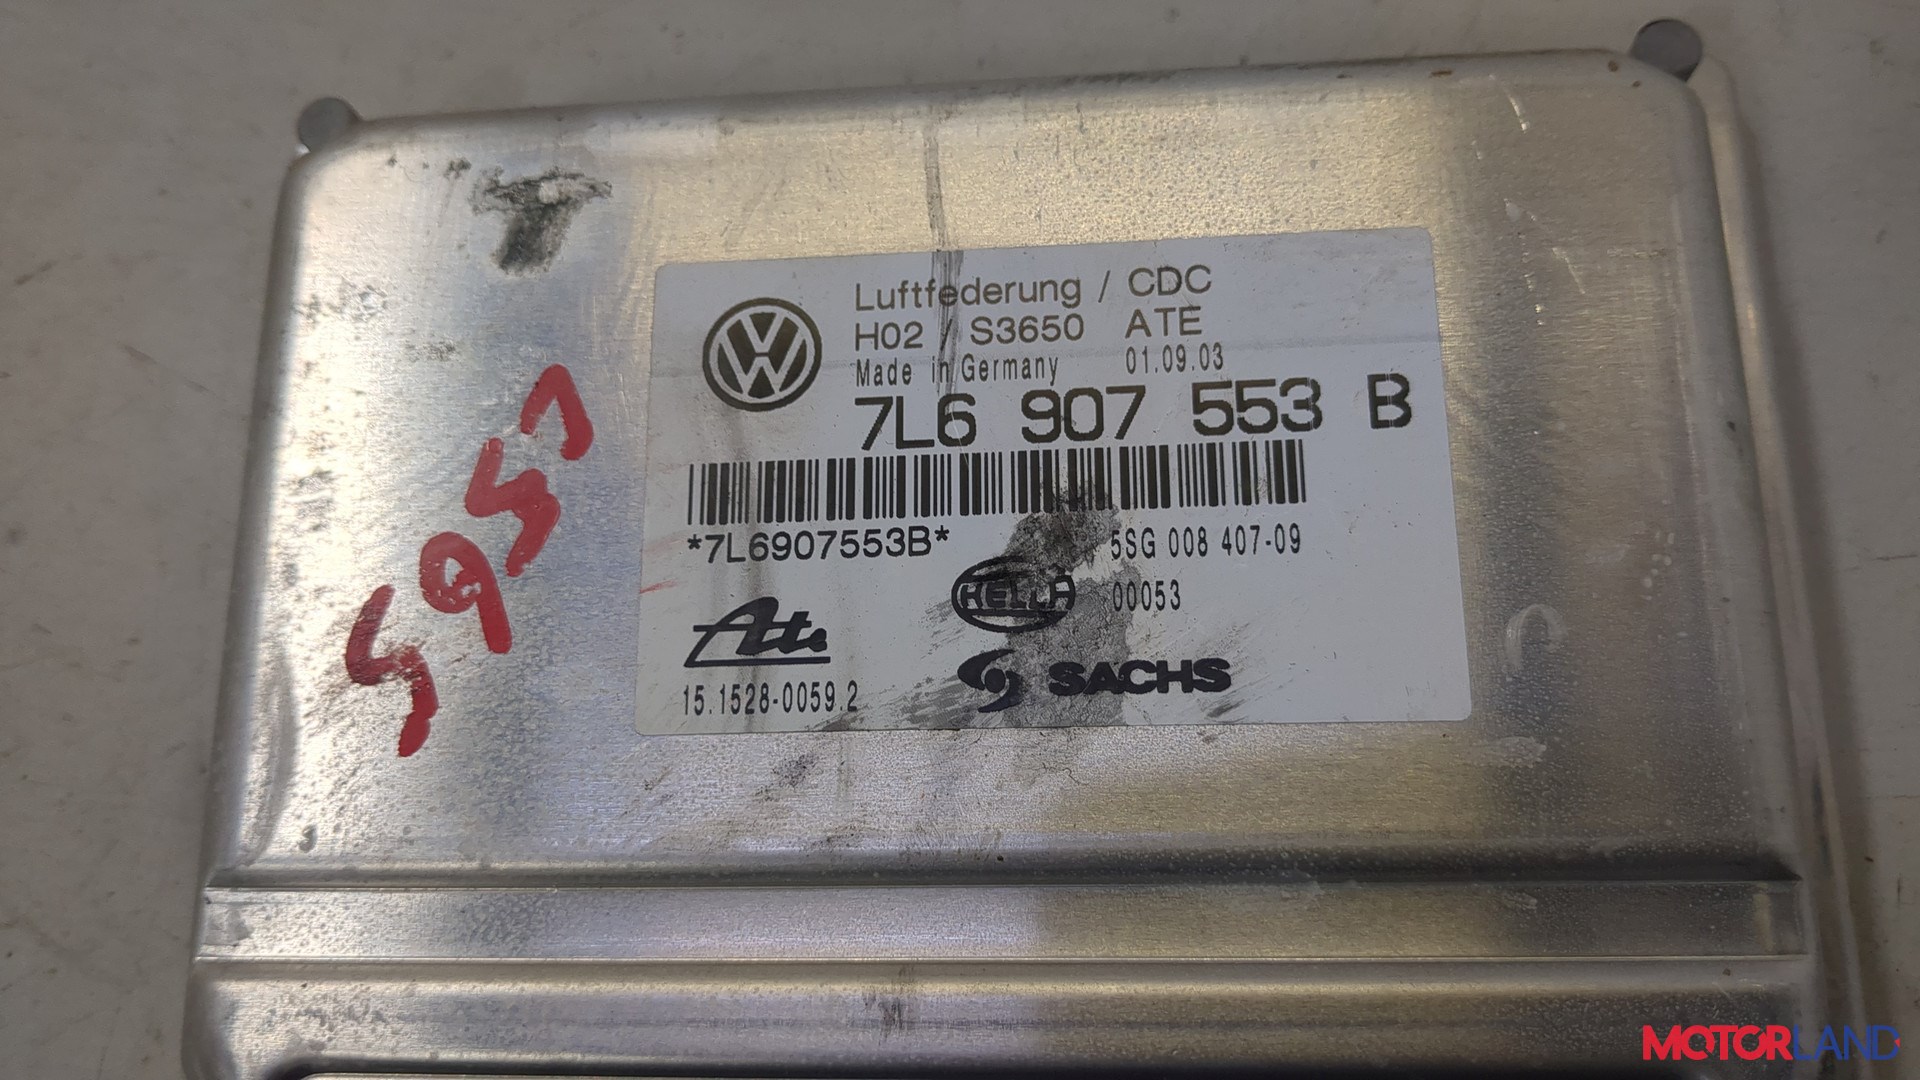 Luftfederung / CDC
H02 / S3650 ATE
Made in Germany 01.09.03
7L6 907 553 B
*7L6907553B* 5SG 008 407-09
HELLA 00053
Ate
SACHS
15.1528-0059.2
MOTORLAND